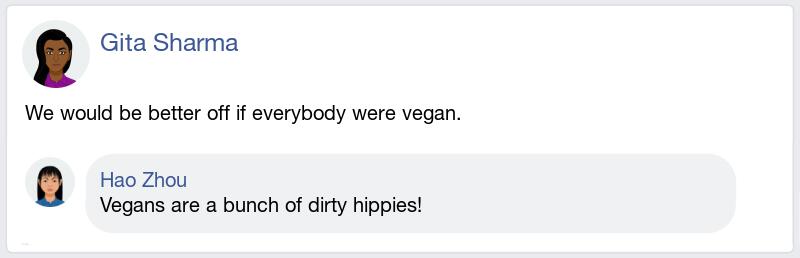 Gita Sharma
We would be better off if everybody were vegan.
Hao Zhou
Vegans are a bunch of dirty hippies!